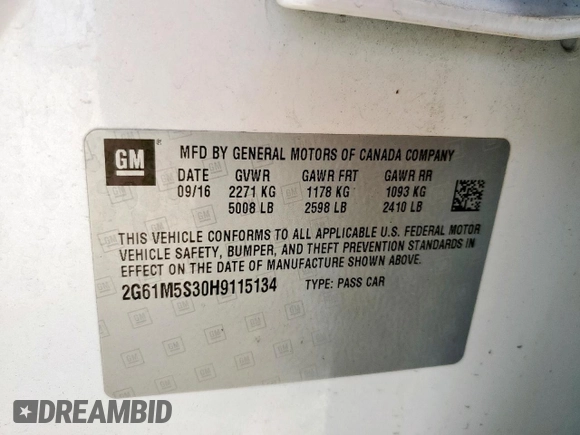 GM
MFD BY GENERAL MOTORS OF CANADA COMPANY
DATE GVWR GAWR FRT GAWR RR
09/16 2271 KG 1178 KG 1093 KG
5008 LB 2598 LB 2410 LB
THIS VEHICLE CONFORMS TO ALL APPLICABLE U.S. FEDERAL MOTOR
VEHICLE SAFETY, BUMPER, AND THEFT PREVENTION STANDARDS IN
EFFECT ON THE DATE OF MANUFACTURE SHOWN ABOVE.
2G61M5S30H9115134 TYPE: PASS CAR
DREAMBID